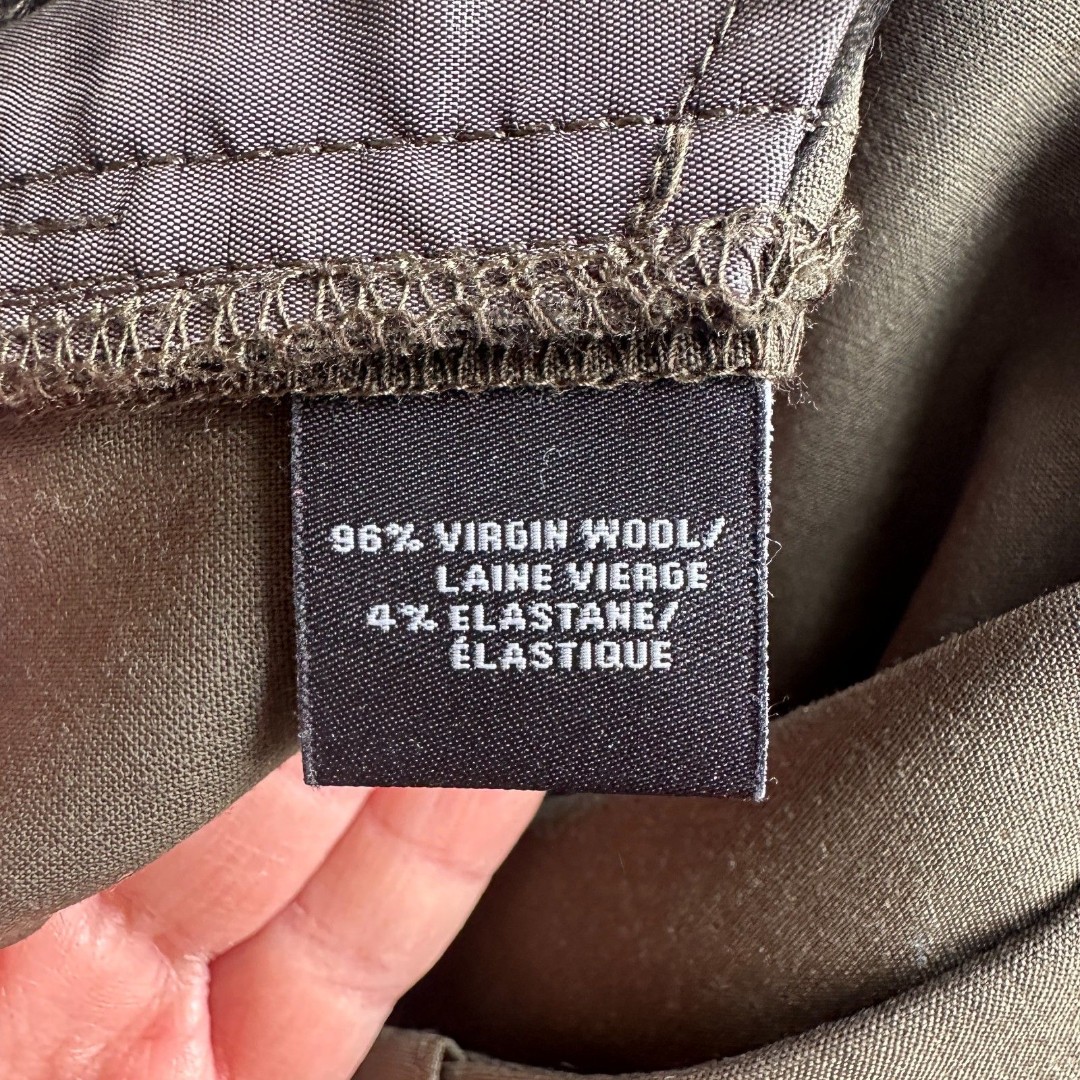 96% VIRGIN WOOL/
LAINE VIERGE
4% ELASTANE/
ÉLASTIQUE